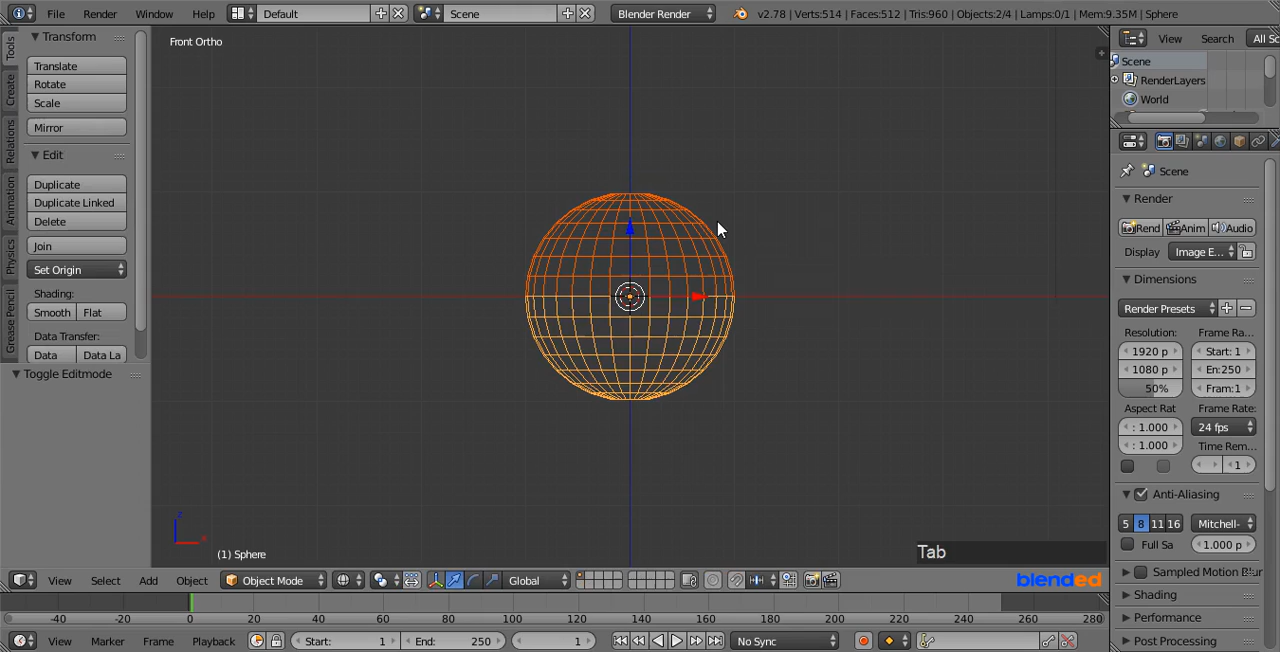 File Render Window Help Default Scene Blender Render v2.78 | Verts:514 | Faces:512 | Tris:960 | Objects:2/4 | Lamps:0/1 | Mem:9.35M | Sphere
Tools
Create
Relations
Animation
Physics
Grease Pencil
Transform
Translate
Rotate
Scale
Mirror
Edit
Duplicate
Duplicate Linked
Delete
Join
Set Origin
Shading:
Smooth Flat
Data Transfer:
Data Data La
Toggle Editmode
Front Ortho
z
x
(1) Sphere
Tab
View Search All Sc
Scene
RenderLayers
World
Scene
Render
Rend Anim Audio
Display Image E...
Dimensions
Render Presets
Resolution: Frame Ra...
1920 p Start: 1
1080 p En:250
50% Fram:1
Aspect Rat Frame Rate:
: 1.000 24 fps
: 1.000 Time Rem...
1
Anti-Aliasing
5 8 11 16 Mitchell-
Full Sa 1.000 p
Sampled Motion Blur
Shading
Performance
Post Processing
View Select Add Object Object Mode Global blended
-40 -20 0 20 40 60 80 100 120 140 160 180 200 220 240 260 280
View Marker Frame Playback Start: 1 End: 250 1 No Sync